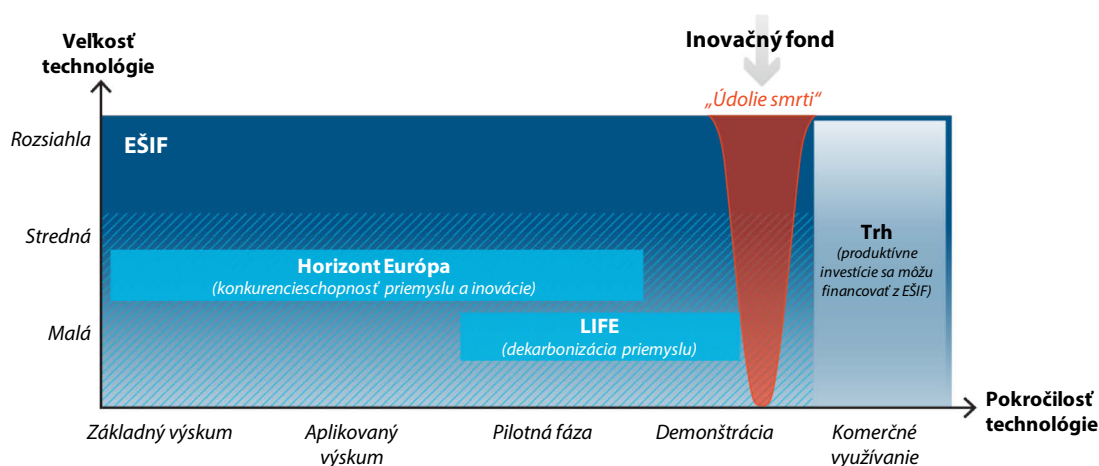 Veľkosť
technológie
Inovačný fond
„Údolie smrti“
Rozsiahla
EŠIF
Stredná
Trh
(produktívne
investície sa môžu
financovať z EŠIF)
Horizont Európa
(konkurencieschopnosť priemyslu a inovácie)
Malá
LIFE
(dekarbonizácia priemyslu)
Pokročilosť
technológie
Základný výskum
Aplikovaný
výskum
Pilotná fáza
Demonštrácia
Komerčné
využívanie